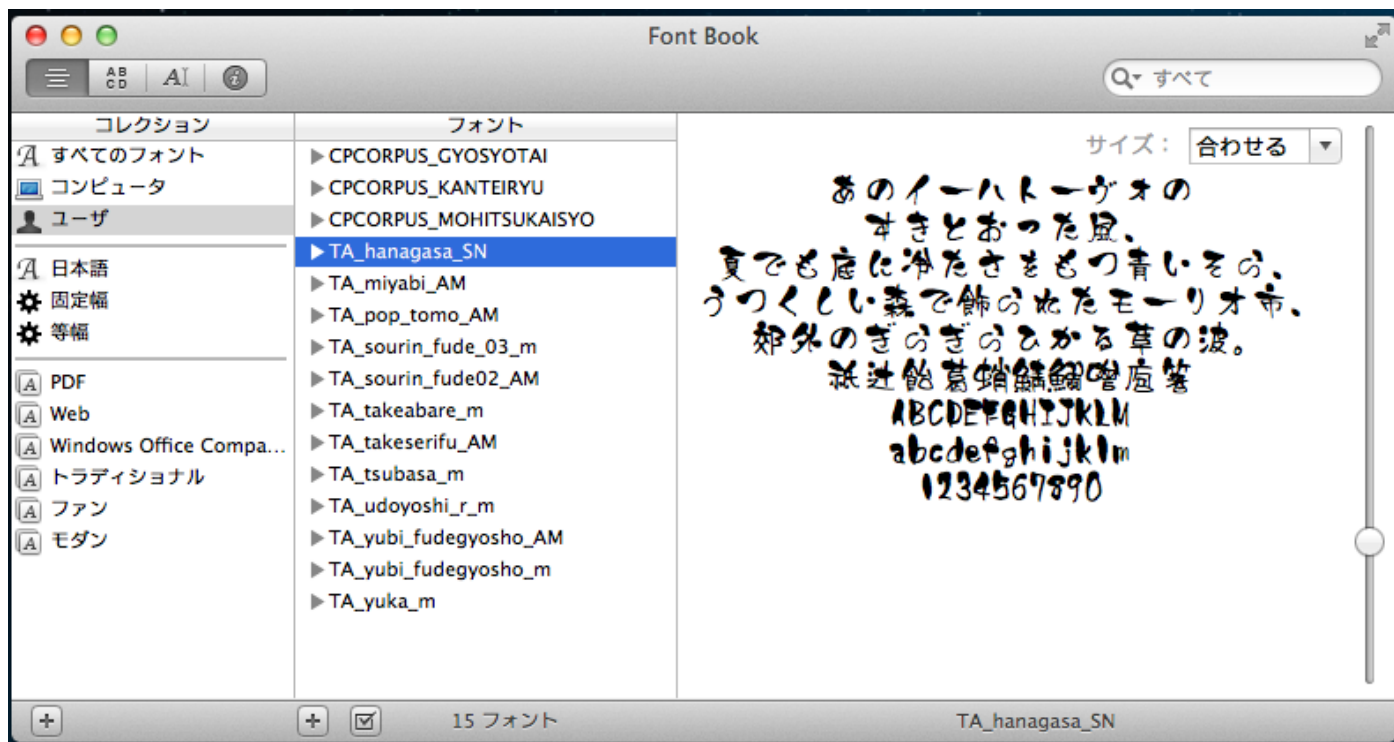 Font Book
すべて
コレクション
すべてのフォント
コンピュータ
ユーザ
日本語
固定幅
等幅
PDF
Web
Windows Office Compa...
トラディショナル
ファン
モダン
フォント
CPCORPUS_GYOSYOTAI
CPCORPUS_KANTEIRYU
CPCORPUS_MOHITSUKAISYO
TA_hanagasa_SN
TA_miyabi_AM
TA_pop_tomo_AM
TA_sourin_fude_03_m
TA_sourin_fude02_AM
TA_takeabare_m
TA_takeserifu_AM
TA_tsubasa_m
TA_udoyoshi_r_m
TA_yubi_fudegyosho_AM
TA_yubi_fudegyosho_m
TA_yuka_m
サイズ： 合わせる
あのイーハトーヴォの
すきとおった風、
夏でも底に冷たさをもつ青いそら、
うつくしい森で飾られたモーリオ市、
郊外のぎらぎらひかる草の波。
祇辻飴葛蛸鯖鰯噌庖箸
ABCDEFGHIJKLM
abcdefghijklm
1234567890
15 フォント
TA_hanagasa_SN